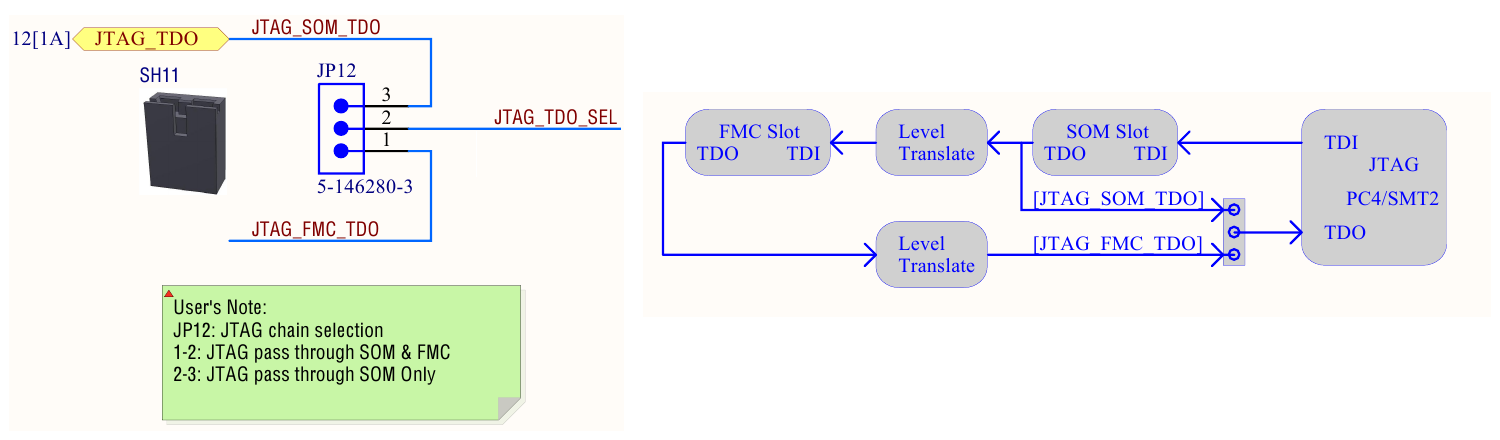 JTAG_SOM_TDO
12[1A]
JTAG_TDO
SH11
JP12
3
2
1
JTAG_TDO_SEL
5-146280-3
JTAG_FMC_TDO
User's Note:
JP12: JTAG chain selection
1-2: JTAG pass through SOM & FMC
2-3: JTAG pass through SOM Only
FMC Slot
TDO TDI
Level
Translate
SOM Slot
TDO TDI
TDI
JTAG
PC4/SMT2
TDO
[JTAG_SOM_TDO]
[JTAG_FMC_TDO]
Level
Translate